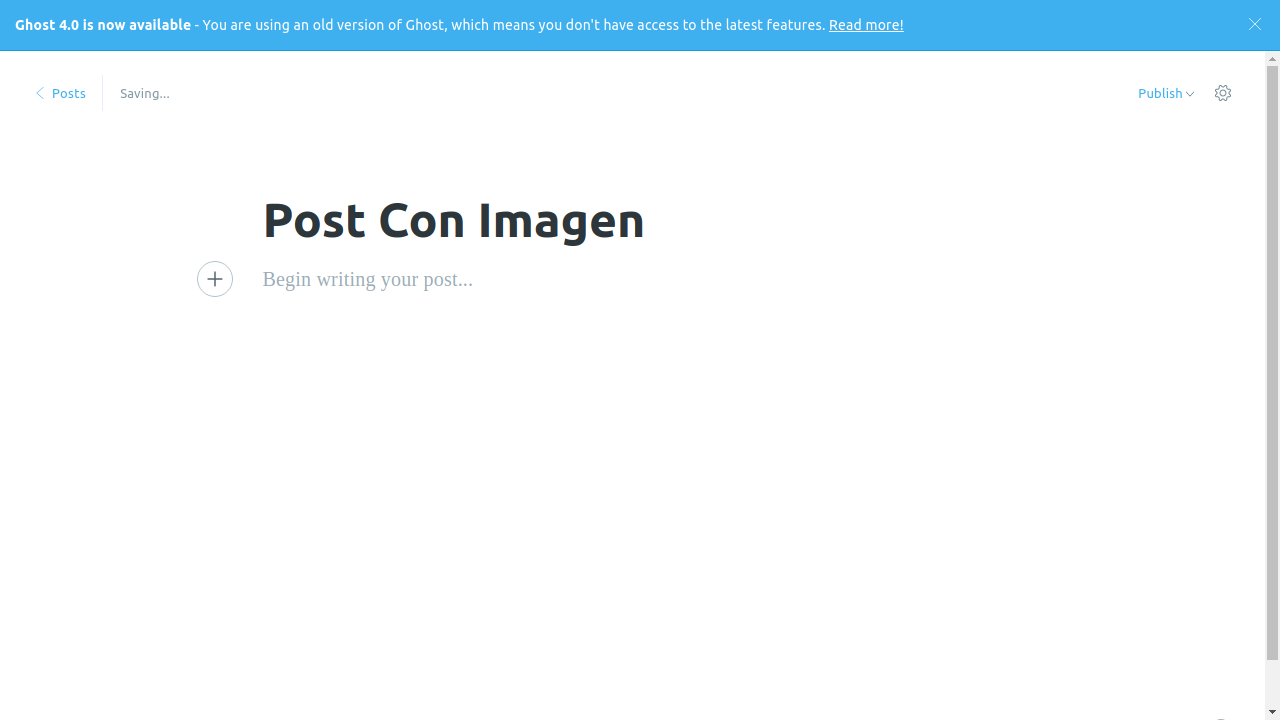 Ghost 4.0 is now available - You are using an old version of Ghost, which means you don't have access to the latest features. Read more!
Posts
Saving...
Publish
Post Con Imagen
Begin writing your post...